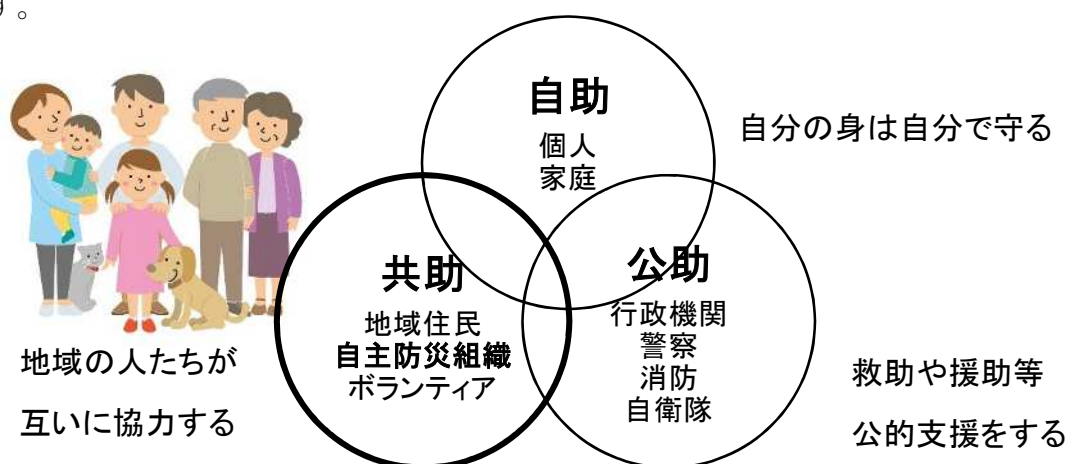 す。
自助
個人
家庭
自分の身は自分で守る
共助
地域住民
自主防災組織
ボランティア
地域の人たちが
互いに協力する
公助
行政機関
警察
消防
自衛隊
救助や援助等
公的支援をする